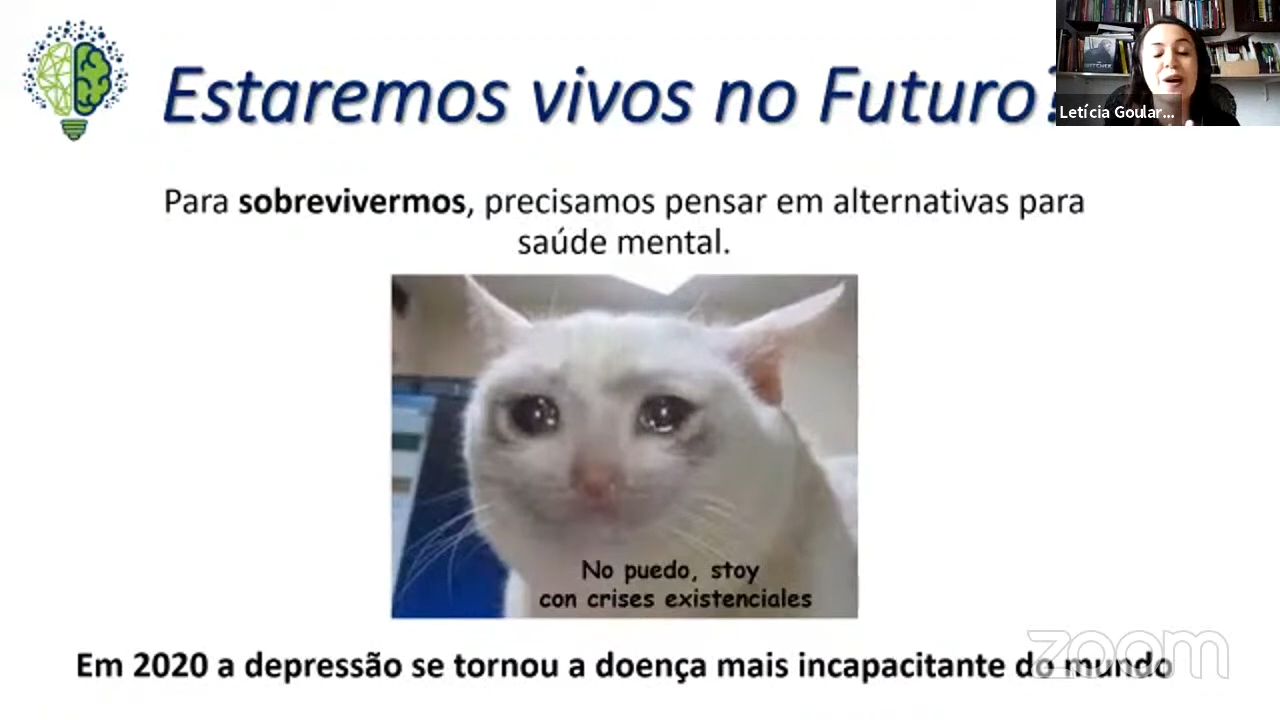 Estaremos vivos no Futuro?
Letícia Goular...
Para sobrevivermos, precisamos pensar em alternativas para
saúde mental.
No puedo, stoy
con crises existenciales
Em 2020 a depressão se tornou a doença mais incapacitante do mundo
zoom